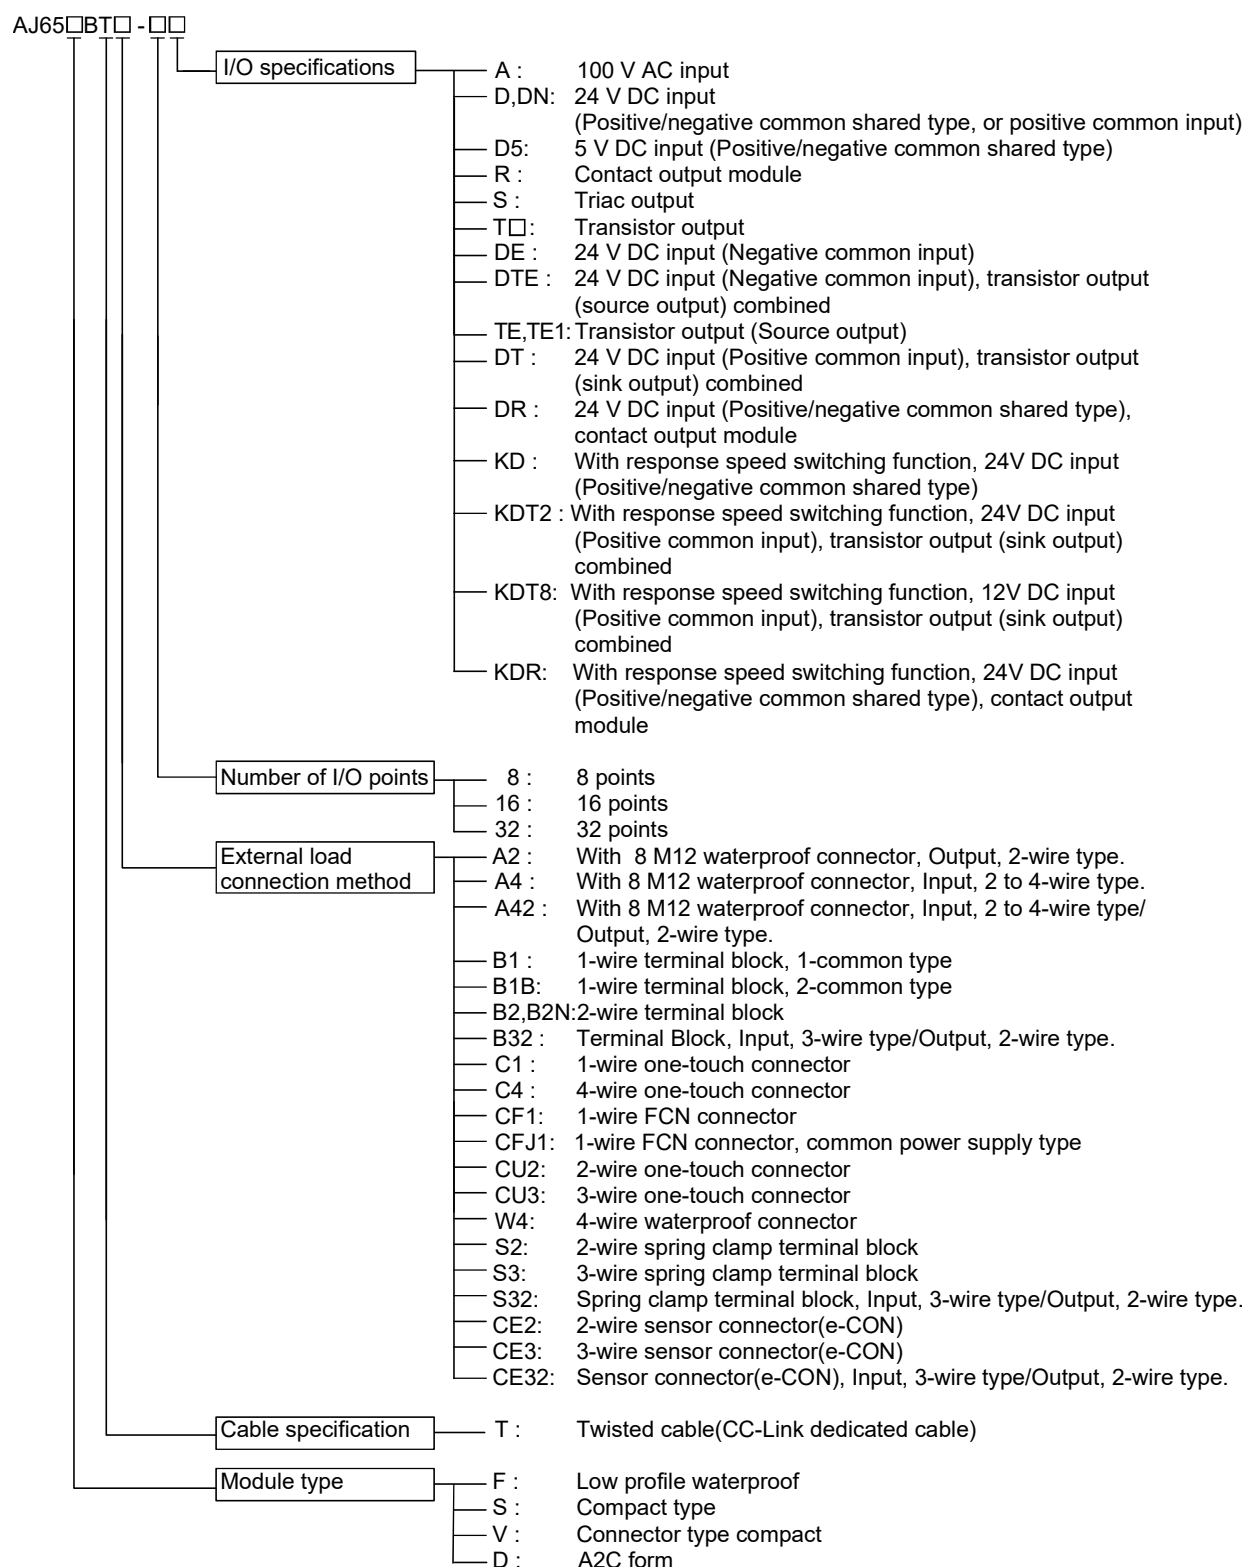 AJ65□BT□ - □□
I/O specifications
A : 100 V AC input
D,DN: 24 V DC input
(Positive/negative common shared type, or positive common input)
D5: 5 V DC input (Positive/negative common shared type)
R : Contact output module
S : Triac output
T□: Transistor output
DE : 24 V DC input (Negative common input)
DTE : 24 V DC input (Negative common input), transistor output
(source output) combined
TE,TE1: Transistor output (Source output)
DT : 24 V DC input (Positive common input), transistor output
(sink output) combined
DR : 24 V DC input (Positive/negative common shared type),
contact output module
KD : With response speed switching function, 24V DC input
(Positive/negative common shared type)
KDT2 : With response speed switching function, 24V DC input
(Positive common input), transistor output (sink output)
combined
KDT8: With response speed switching function, 12V DC input
(Positive common input), transistor output (sink output)
combined
KDR: With response speed switching function, 24V DC input
(Positive/negative common shared type), contact output
module
Number of I/O points
8 : 8 points
16 : 16 points
32 : 32 points
External load
connection method
A2 : With 8 M12 waterproof connector, Output, 2-wire type.
A4 : With 8 M12 waterproof connector, Input, 2 to 4-wire type.
A42 : With 8 M12 waterproof connector, Input, 2 to 4-wire type/
Output, 2-wire type.
B1 : 1-wire terminal block, 1-common type
B1B: 1-wire terminal block, 2-common type
B2,B2N:2-wire terminal block
B32 : Terminal Block, Input, 3-wire type/Output, 2-wire type.
C1 : 1-wire one-touch connector
C4 : 4-wire one-touch connector
CF1: 1-wire FCN connector
CFJ1: 1-wire FCN connector, common power supply type
CU2: 2-wire one-touch connector
CU3: 3-wire one-touch connector
W4: 4-wire waterproof connector
S2: 2-wire spring clamp terminal block
S3: 3-wire spring clamp terminal block
S32: Spring clamp terminal block, Input, 3-wire type/Output, 2-wire type.
CE2: 2-wire sensor connector(e-CON)
CE3: 3-wire sensor connector(e-CON)
CE32: Sensor connector(e-CON), Input, 3-wire type/Output, 2-wire type.
Cable specification
T : Twisted cable(CC-Link dedicated cable)
Module type
F : Low profile waterproof
S : Compact type
V : Connector type compact
D : A2C form